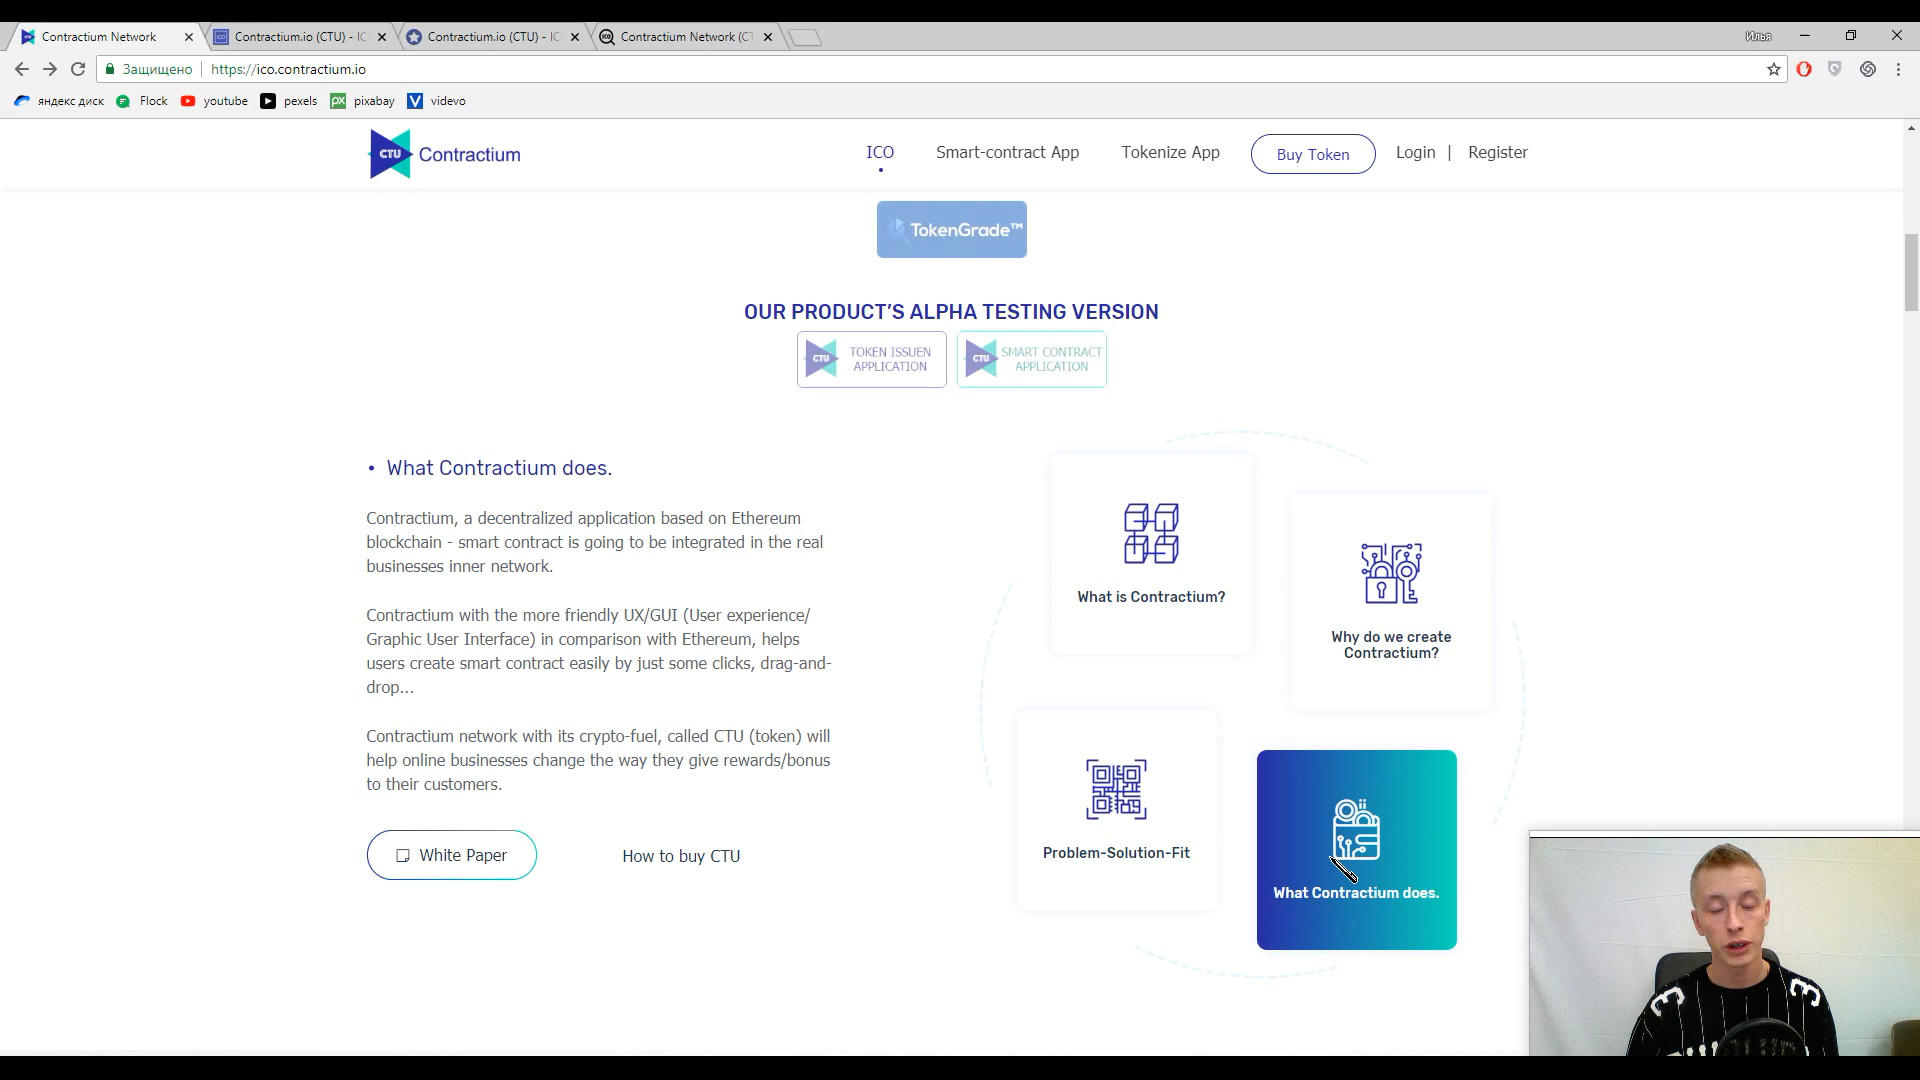 Contractium Network
Contractium.io (CTU) - IC
Contractium.io (CTU) - IC
Contractium Network (CT
Илья
Защищено
https://ico.contractium.io
яндекс диск
Flock
youtube
pexels
px
pixabay
V
videvo
CTU
Contractium
ICO
Smart-contract App
Tokenize App
Buy Token
Login |
Register
TokenGrade™
OUR PRODUCT’S ALPHA TESTING VERSION
CTU
TOKEN ISSUEN
APPLICATION
CTU
SMART CONTRACT
APPLICATION
• What Contractium does.
Contractium, a decentralized application based on Ethereum
blockchain - smart contract is going to be integrated in the real
businesses inner network.
Contractium with the more friendly UX/GUI (User experience/
Graphic User Interface) in comparison with Ethereum, helps
users create smart contract easily by just some clicks, drag-and-
drop...
Contractium network with its crypto-fuel, called CTU (token) will
help online businesses change the way they give rewards/bonus
to their customers.
White Paper
How to buy CTU
What is Contractium?
Why do we create
Contractium?
Problem-Solution-Fit
What Contractium does.